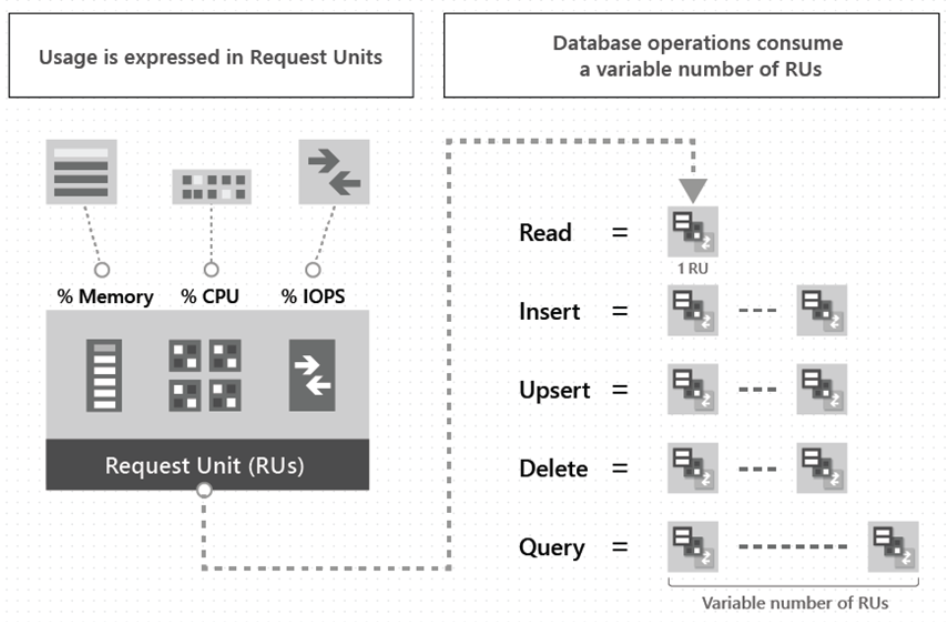 Usage is expressed in Request Units
Database operations consume
a variable number of RUs
% Memory
% CPU
% IOPS
Request Unit (RUs)
Read =
1 RU
Insert =
Upsert =
Delete =
Query =
Variable number of RUs